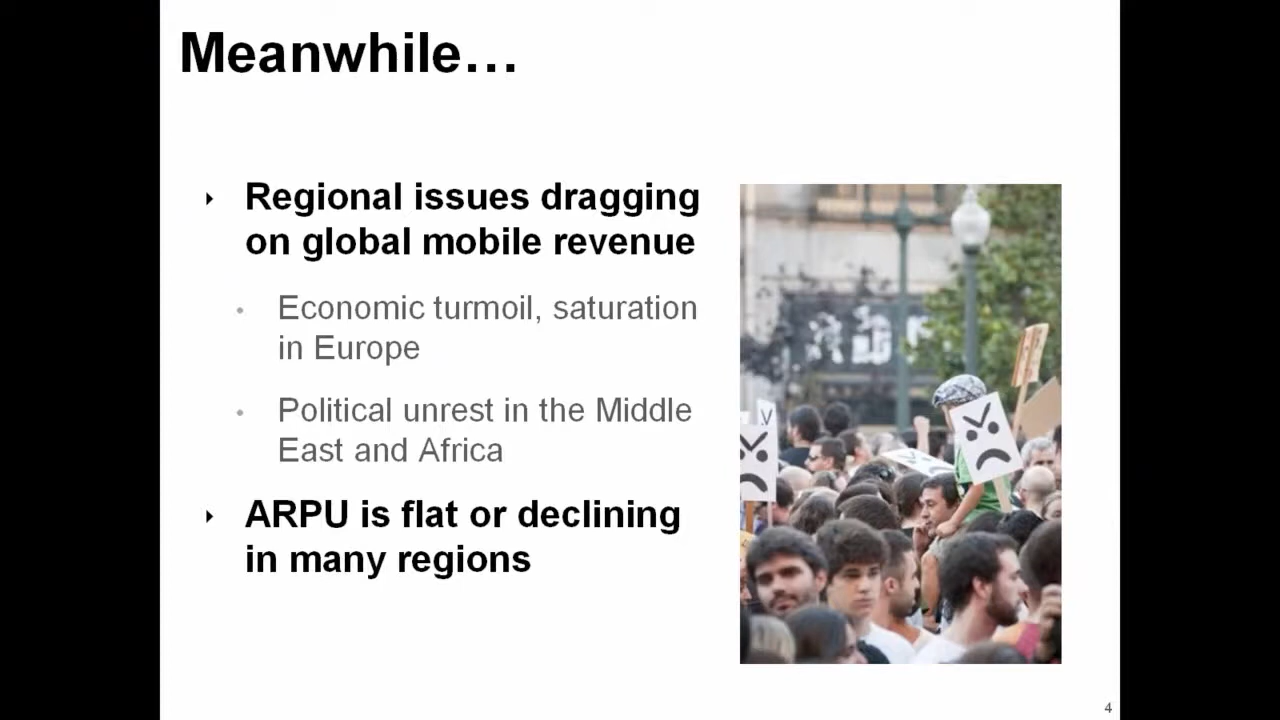 Meanwhile…
Regional issues dragging
on global mobile revenue
Economic turmoil, saturation
in Europe
Political unrest in the Middle
East and Africa
ARPU is flat or declining
in many regions
4